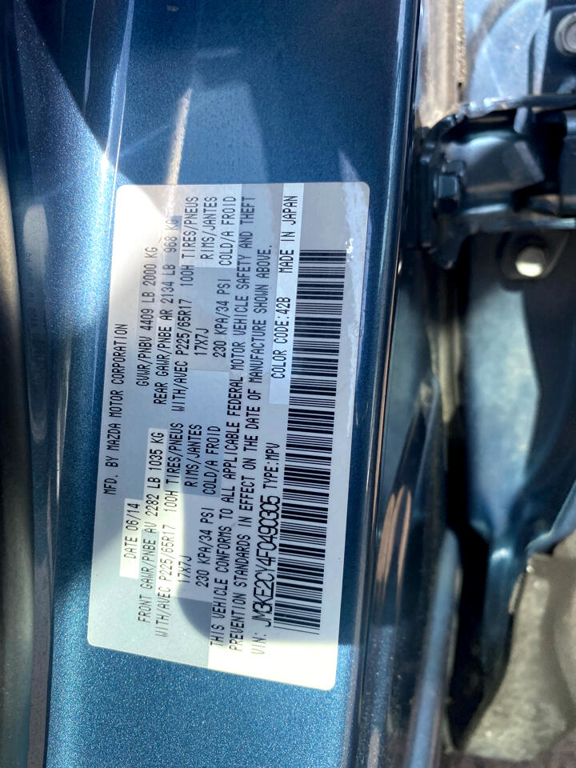 MFD. BY MAZDA MOTOR CORPORATION
DATE 06/14 GVWR/PNBV 4409 LB 2000 KG
FRONT GAWR/PNBE AV 2282 LB 1035 KG REAR GAWR/PNBE AR 2134 LB 968 KG
WITH/AVEC P225/65R17 100H TIRES/PNEUS WITH/AVEC P225/65R17 100H TIRES/PNEUS
17X7J RIMS/JANTES 17X7J RIMS/JANTES
230 KPA/34 PSI COLD/A FROID 230 KPA/34 PSI COLD/A FROID
THIS VEHICLE CONFORMS TO ALL APPLICABLE FEDERAL MOTOR VEHICLE SAFETY AND THEFT
PREVENTION STANDARDS IN EFFECT ON THE DATE OF MANUFACTURE SHOWN ABOVE.
VIN: JM3KE2CY4F0490305 TYPE:MPV COLOR CODE:42B MADE IN JAPAN